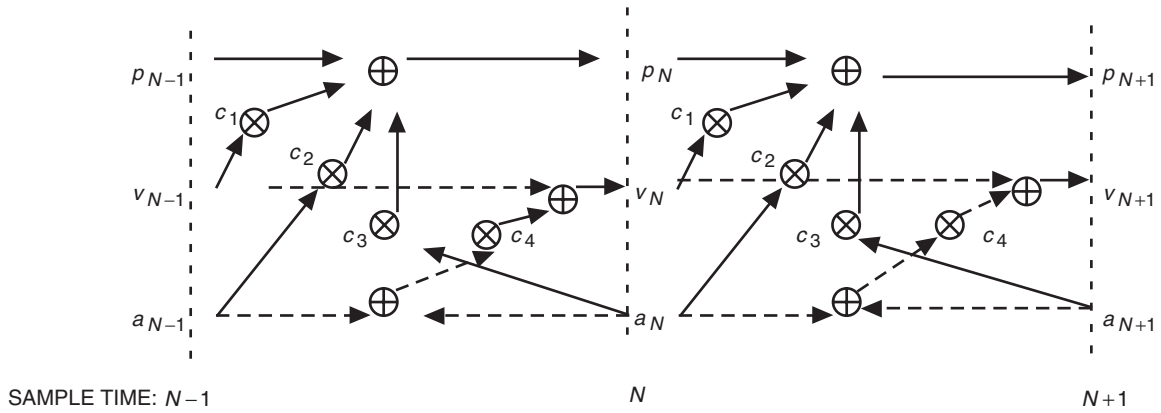 p N−1 p N p N+1
c 1 c 1
c 2 c 2
v N−1 v N v N+1
c 3 c 4 c 3 c 4
a N−1 a N a N+1
SAMPLE TIME: N−1 N N+1